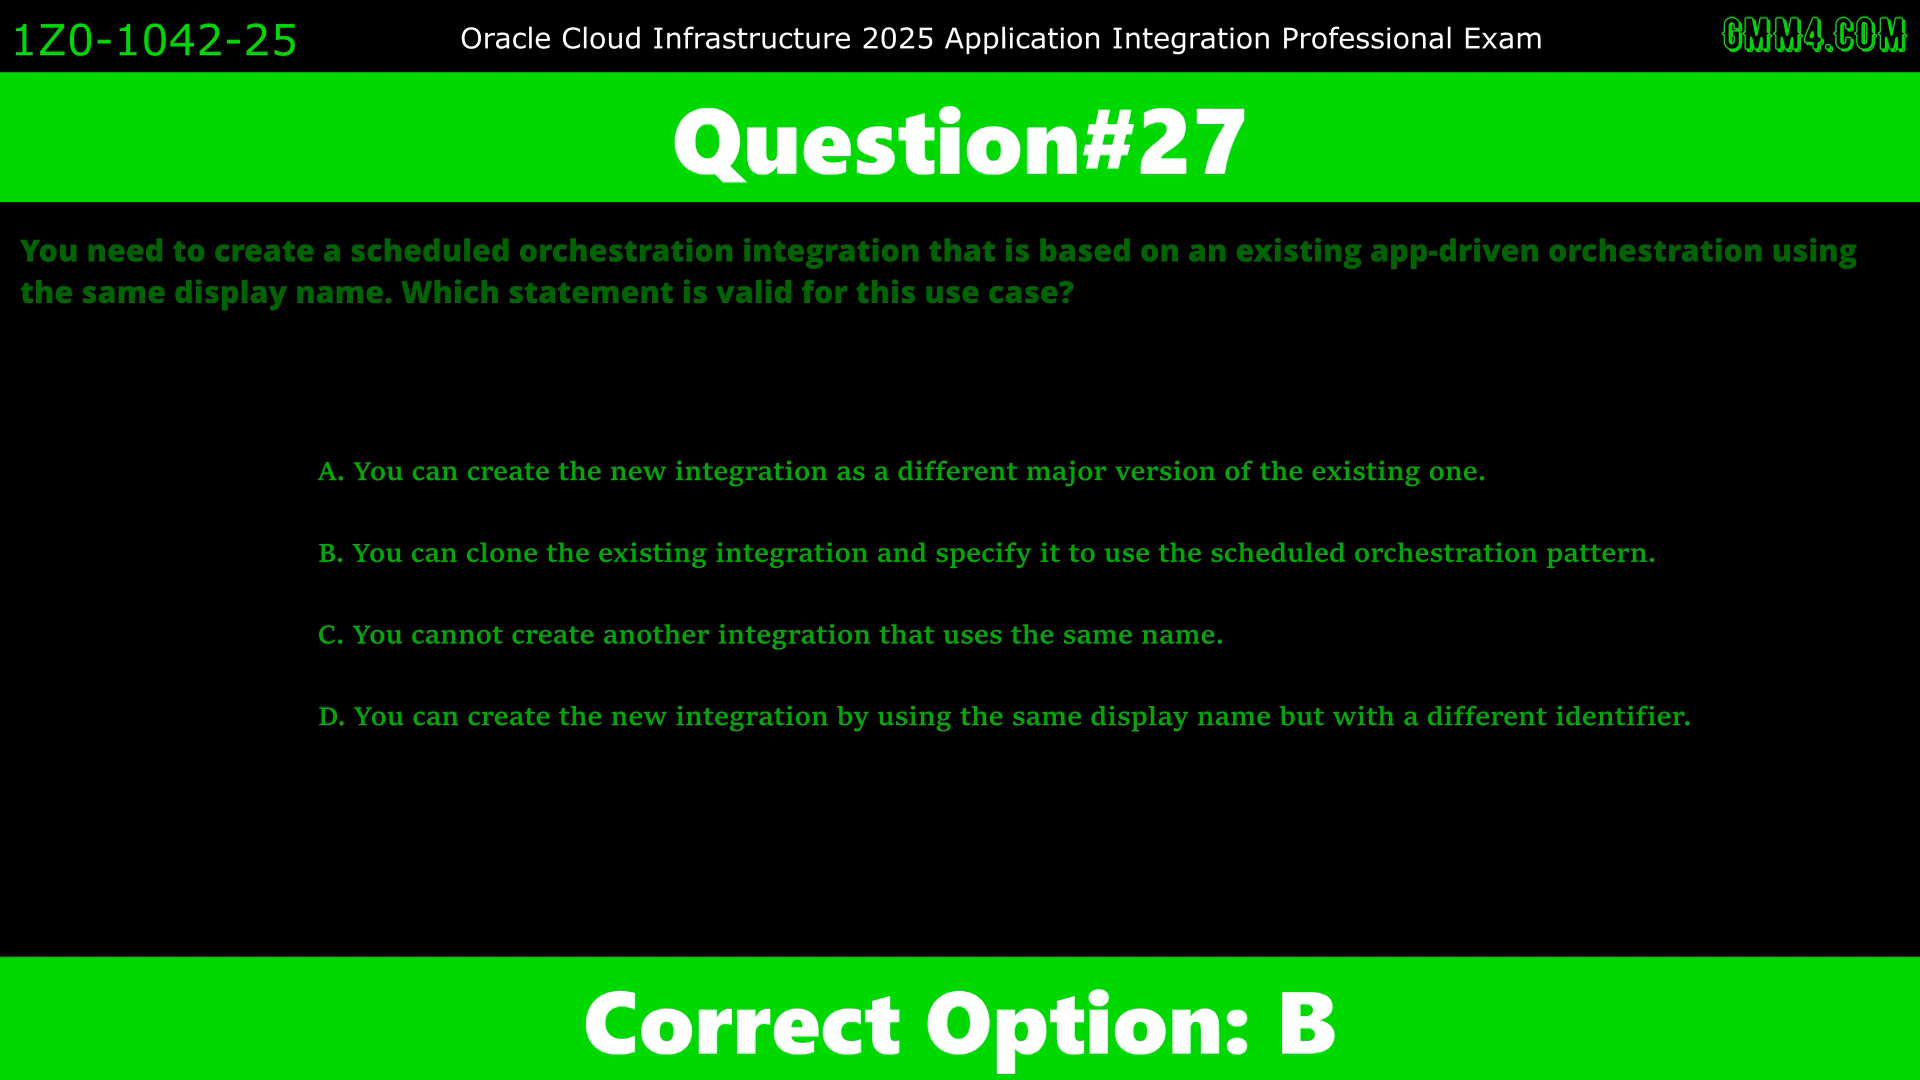 1Z0-1042-25
Oracle Cloud Infrastructure 2025 Application Integration Professional Exam
GMM4.COM
Question#27
You need to create a scheduled orchestration integration that is based on an existing app-driven orchestration using
the same display name. Which statement is valid for this use case?
A. You can create the new integration as a different major version of the existing one.
B. You can clone the existing integration and specify it to use the scheduled orchestration pattern.
C. You cannot create another integration that uses the same name.
D. You can create the new integration by using the same display name but with a different identifier.
Correct Option: B